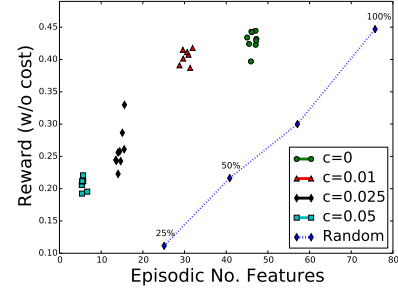 Reward (w/o cost)
0.45
0.40
0.35
0.30
0.25
0.20
0.15
0.10
100%
50%
25%
c=0
c=0.01
c=0.025
c=0.05
Random
0 10 20 30 40 50 60 70 80
Episodic No. Features